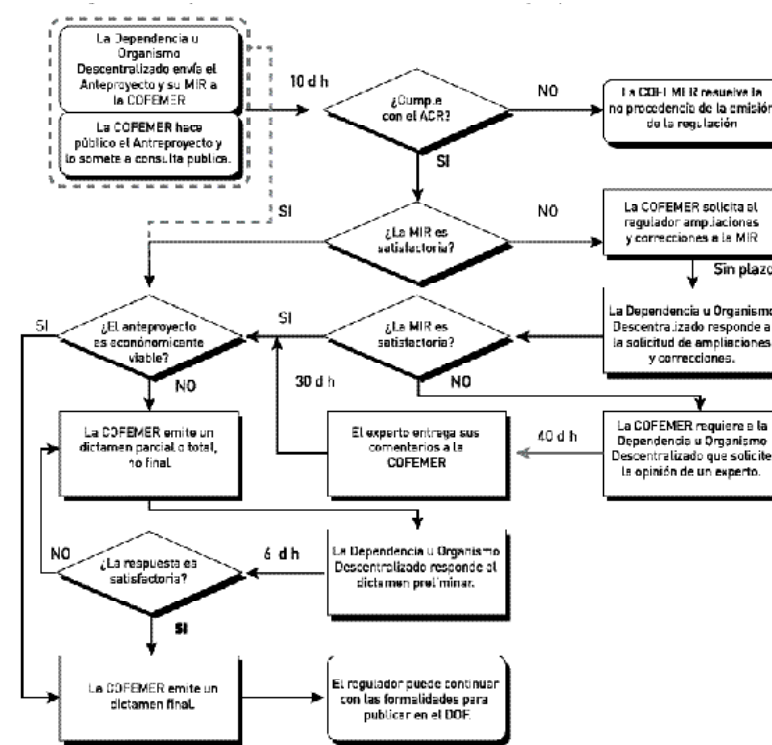 La Dependencia u
Organismo
Descentralizado envía el
Anteproyecto y su MIR a
la COFEMER
La COFEMER hace
público el Antreproyecto y
lo somete a consulta publica.
10 d h
¿Cumple
con el ACR?
NO
La COFEMER resuelve la
no procedencia de la emisión
de la regulación
SI
SI
¿La MIR es
satisfactoria?
NO
La COFEMER solicita al
regulador ampliaciones
y correcciones a la MIR
Sin plazo
SI
¿El anteproyecto
es económicante
viable?
SI
¿La MIR es
satisfactoria?
La Dependencia u Organismo
Descentralizado responde a
la solicitud de ampliaciones
y correcciones.
NO
30 d h
NO
La COFEMER emite un
dictamen parcial o total,
no final
El experto entrega sus
comentarios a la
COFEMER
40 d h
La COFEMER requiere a la
Dependencia u Organismo
Descentralizado que solicite
la opinión de un experto.
NO
¿La respuesta es
satisfactoria?
6 d h
La Dependencia u Organismo
Descentralizado responde al
dictamen preliminar.
SI
La COFEMER emite un
dictamen final.
El regulador puede continuar
con las formalidades para
publicar en el DOF.